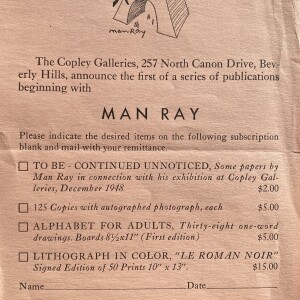 man Ray
The Copley Galleries, 257 North Canon Drive, Bev-
erly Hills, announce the first of a series of publications
beginning with
MAN RAY
Please indicate the desired items on the following subscription
blank and mail with your remittance.
TO BE - CONTINUED UNNOTICED, Some papers by
Man Ray in connection with his exhibition at Copley Gal-
leries, December 1948 $2.00
125 Copies with autographed photograph, each $5.00
ALPHABET FOR ADULTS, Thirty-eight one-word
drawings. Boards 8½x11" (First edition) $5.00
LITHOGRAPH IN COLOR, "LE ROMAN NOIR"
Signed Edition of 50 Prints 10" x 13". $15.00
Name Date